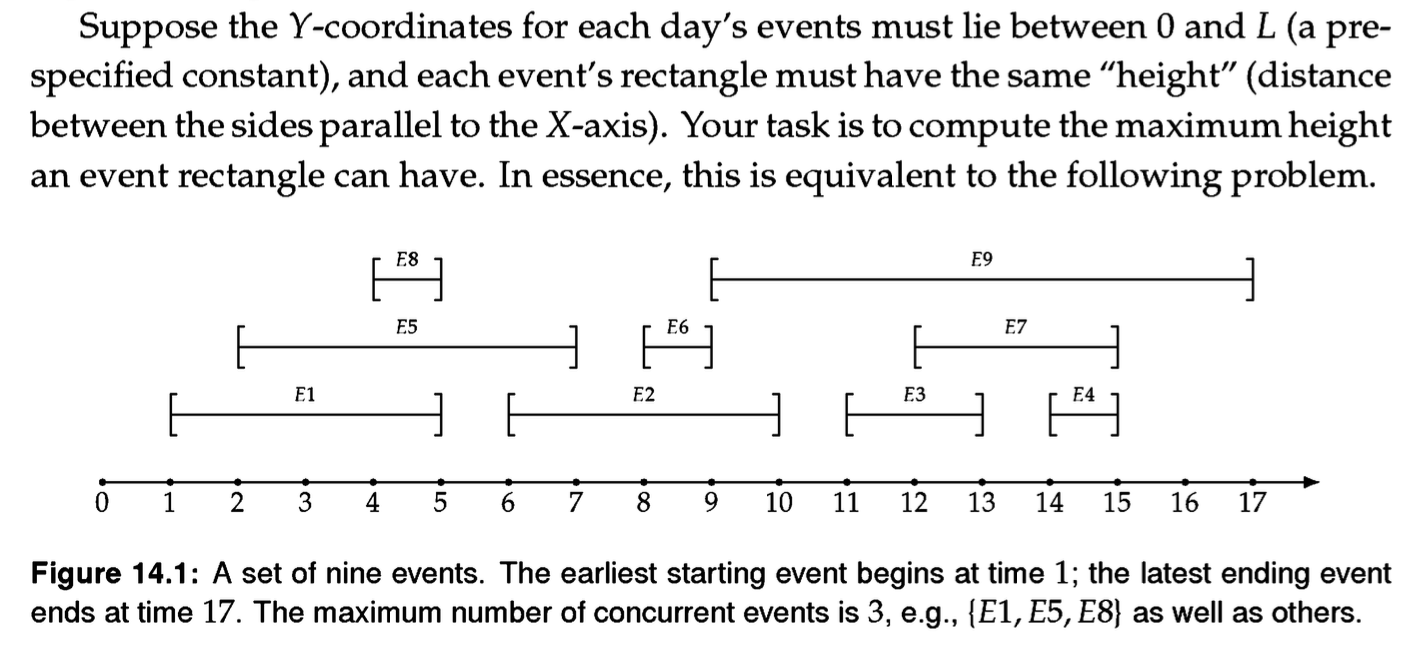 Suppose the Y-coordinates for each day's events must lie between 0 and L (a pre-
specified constant), and each event's rectangle must have the same “height” (distance
between the sides parallel to the X-axis). Your task is to compute the maximum height
an event rectangle can have. In essence, this is equivalent to the following problem.
E8 E9
E5 E6 E7
E1 E2 E3 E4
0 1 2 3 4 5 6 7 8 9 10 11 12 13 14 15 16 17
Figure 14.1: A set of nine events. The earliest starting event begins at time 1; the latest ending event
ends at time 17. The maximum number of concurrent events is 3, e.g., {E1, E5, E8} as well as others.